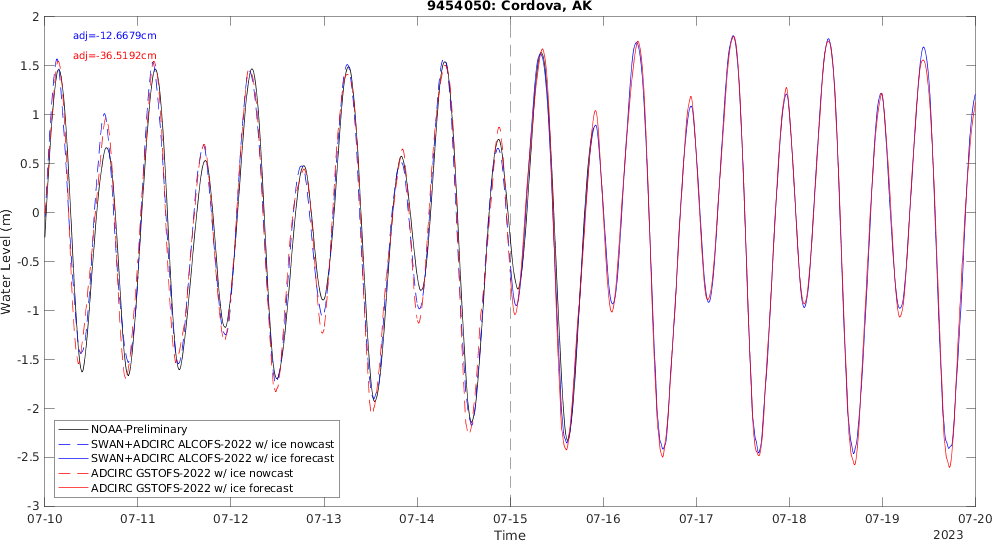 9454050: Cordova, AK
adj=-12.6679cm
adj=-36.5192cm
2
1.5
1
0.5
0
-0.5
-1
-1.5
-2
-2.5
-3
Water Level (m)
NOAA-Preliminary
SWAN+ADCIRC ALCOFS-2022 w/ ice nowcast
SWAN+ADCIRC ALCOFS-2022 w/ ice forecast
ADCIRC GSTOFS-2022 w/ ice nowcast
ADCIRC GSTOFS-2022 w/ ice forecast
07-10 07-11 07-12 07-13 07-14 07-15 07-16 07-17 07-18 07-19 07-20
Time
2023